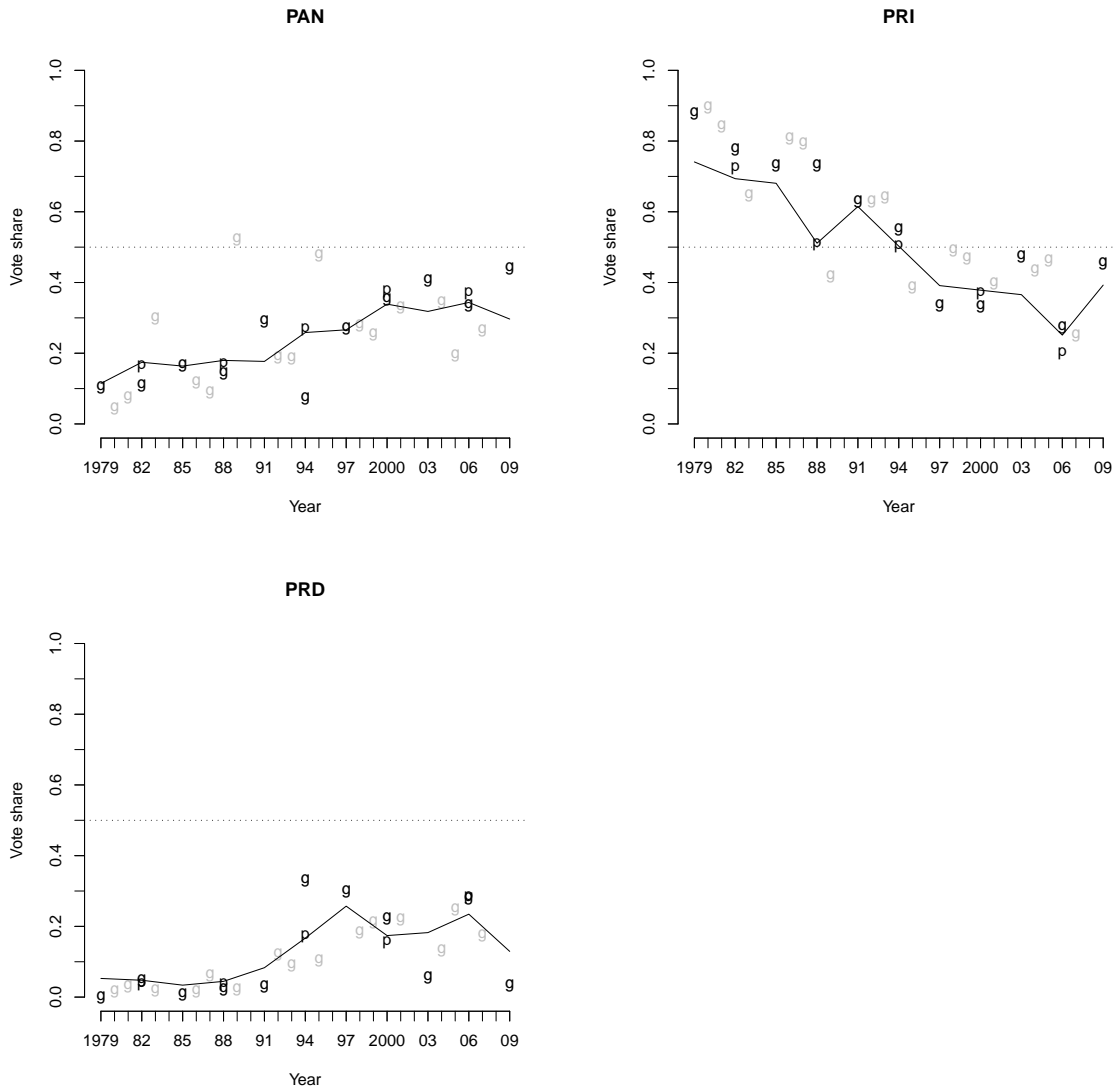 PAN
Vote share
0.0 0.2 0.4 0.6 0.8 1.0
g g g p g g g g g g p g g g g g g p g g g g g p g g g g g p g g g
1979 82 85 88 91 94 97 2000 03 06 09
Year
PRI
Vote share
0.0 0.2 0.4 0.6 0.8 1.0
g g g g p g g g g g p g g g g g p g g g g p g g g g g g p g g
1979 82 85 88 91 94 97 2000 03 06 09
Year
PRD
Vote share
0.0 0.2 0.4 0.6 0.8 1.0
g g g g p g g g g p g g g g g g p g g g g g p g g g g g p g g
1979 82 85 88 91 94 97 2000 03 06 09
Year